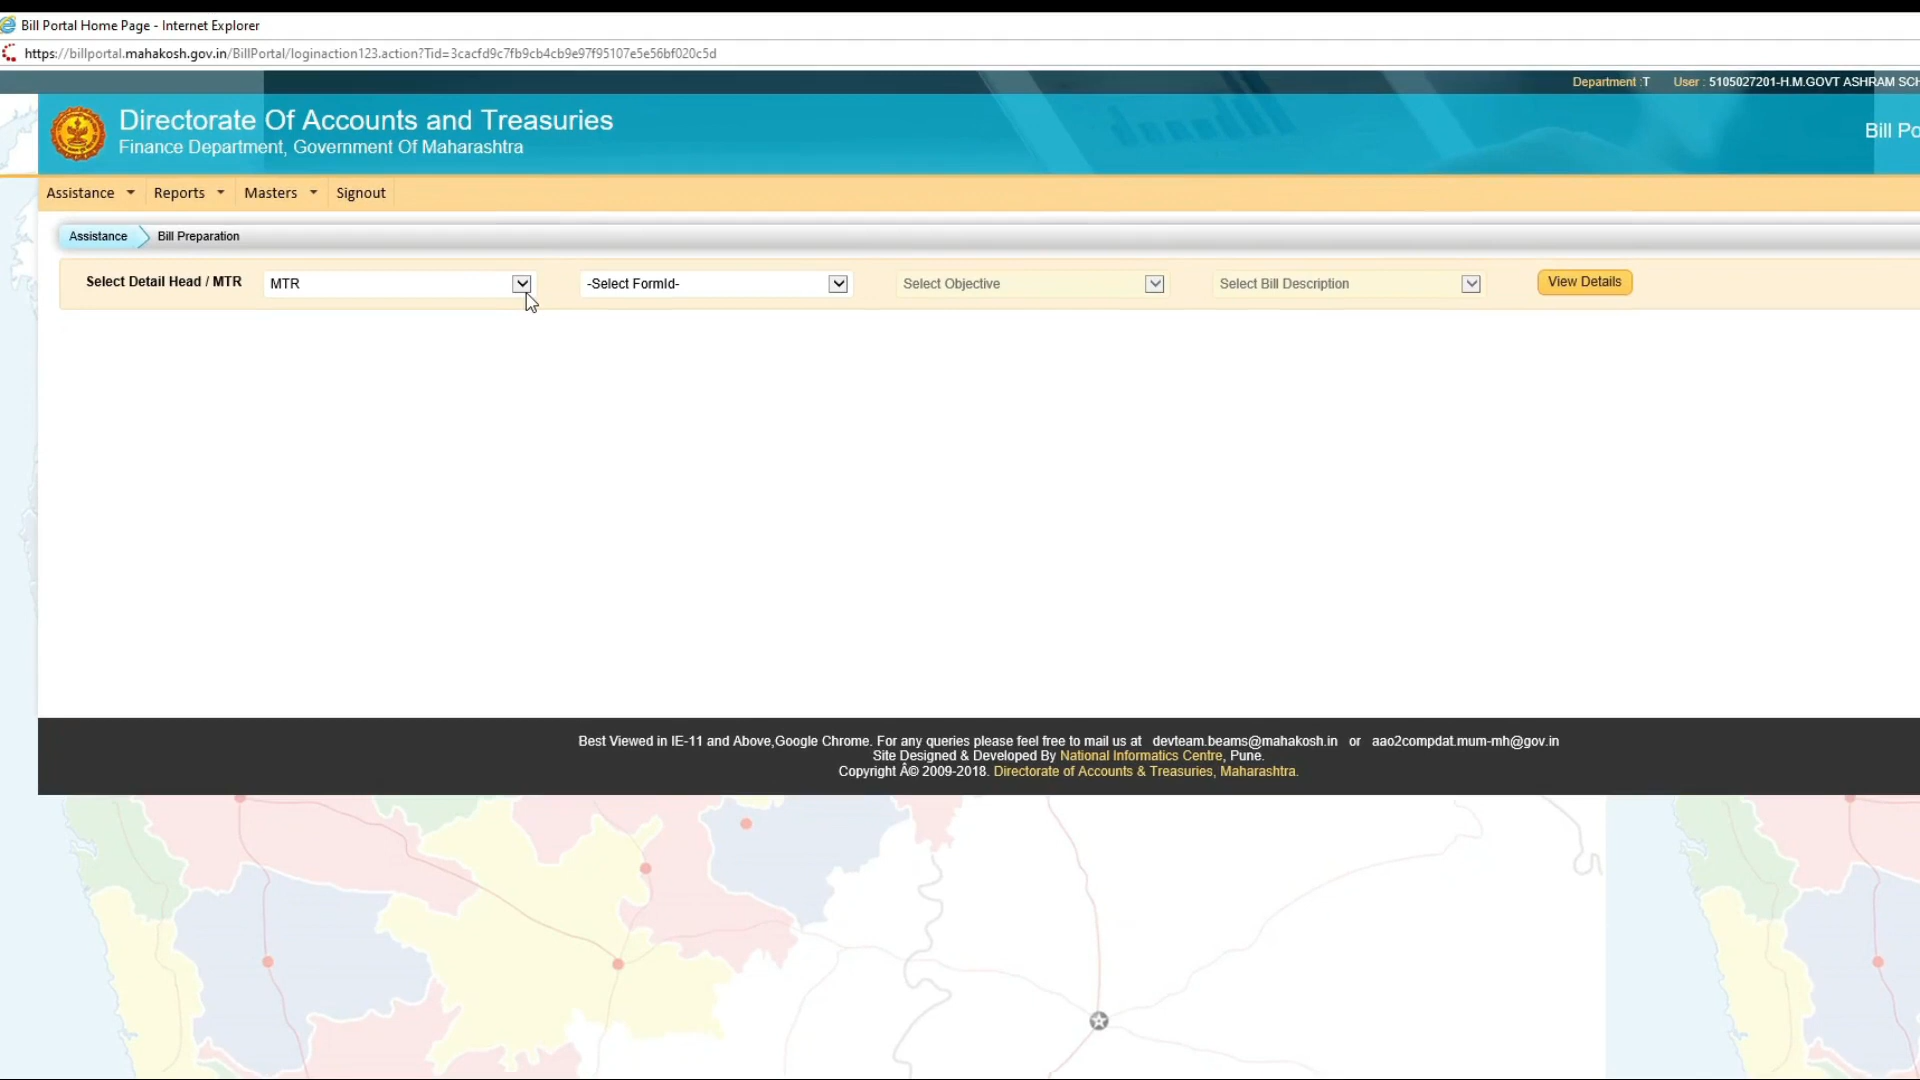 Bill Portal Home Page - Internet Explorer
https://billportal.mahakosh.gov.in/BillPortal/loginaction123.action?Tid=3cacfd9c7fb9cb4cb9e97f95107e5e56bf020c5d
Department :T User : 5105027201-H.M.GOVT ASHRAM SCH
Directorate Of Accounts and Treasuries
Finance Department, Government Of Maharashtra
Bill Po
Assistance Reports Masters Signout
Assistance Bill Preparation
Select Detail Head / MTR MTR -Select FormId- Select Objective Select Bill Description View Details
Best Viewed in IE-11 and Above,Google Chrome. For any queries please feel free to mail us at devteam.beams@mahakosh.in or aao2compdat.mum-mh@gov.in
Site Designed & Developed By National Informatics Centre, Pune.
Copyright Â© 2009-2018. Directorate of Accounts & Treasuries, Maharashtra.